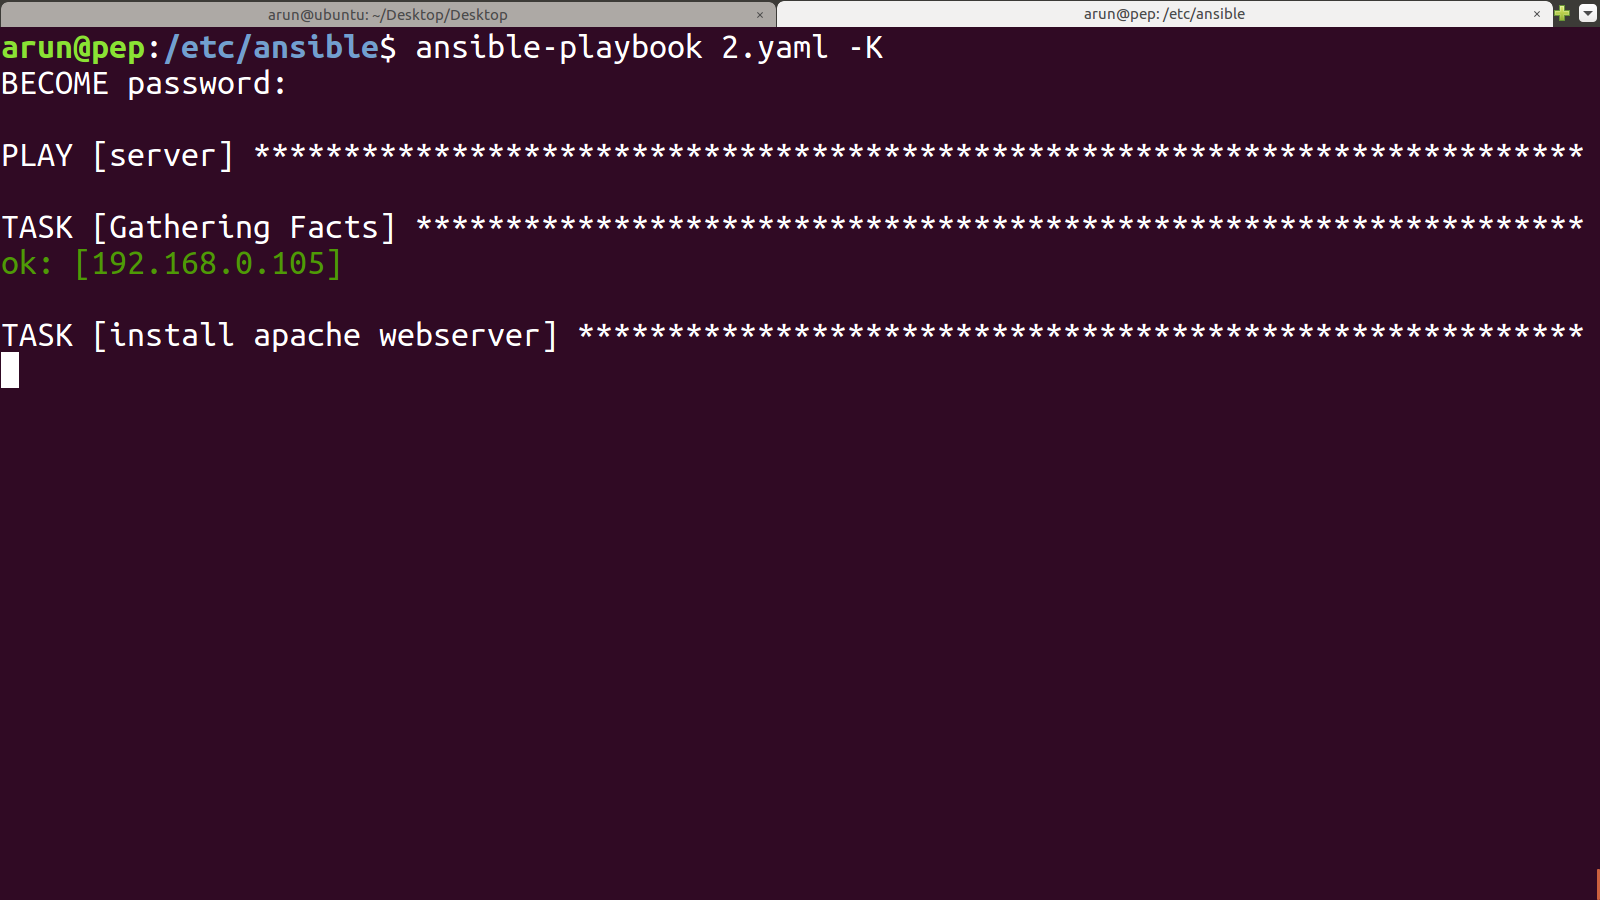 arun@ubuntu: ~/Desktop/Desktop × arun@pep: /etc/ansible ×
arun@pep:/etc/ansible$ ansible-playbook 2.yaml -K
BECOME password:
PLAY [server] **************************************************************************
TASK [Gathering Facts] *****************************************************************
ok: [192.168.0.105]
TASK [install apache webserver] ********************************************************